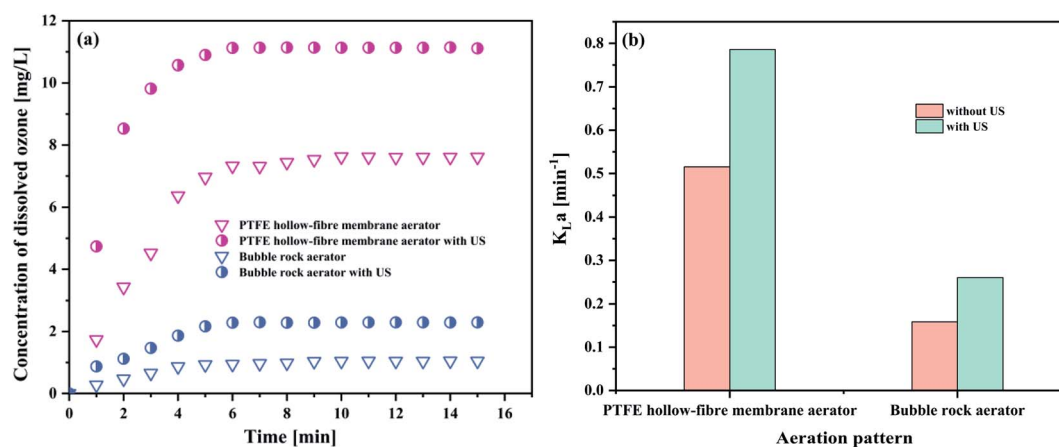 (a)
Concentration of dissolved ozone [mg/L]
12
10
8
6
4
2
0
PTFE hollow-fibre membrane aerator
PTFE hollow-fibre membrane aerator with US
Bubble rock aerator
Bubble rock aerator with US
0 2 4 6 8 10 12 14 16
Time [min]
(b)
K_La [min⁻¹]
0.8
0.7
0.6
0.5
0.4
0.3
0.2
0.1
0.0
without US
with US
PTFE hollow-fibre membrane aerator Bubble rock aerator
Aeration pattern